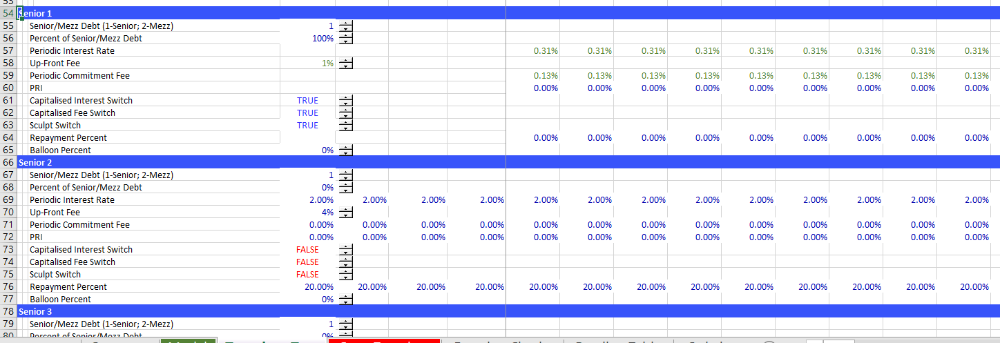 53
54 Senior 1
55 Senior/Mezz Debt (1-Senior; 2-Mezz) 1
56 Percent of Senior/Mezz Debt 100%
57 Periodic Interest Rate 0.31% 0.31% 0.31% 0.31% 0.31% 0.31% 0.31% 0.31% 0.31%
58 Up-Front Fee 1%
59 Periodic Commitment Fee 0.13% 0.13% 0.13% 0.13% 0.13% 0.13% 0.13% 0.13% 0.13%
60 PRI 0.00% 0.00% 0.00% 0.00% 0.00% 0.00% 0.00% 0.00% 0.00%
61 Capitalised Interest Switch TRUE
62 Capitalised Fee Switch TRUE
63 Sculpt Switch TRUE
64 Repayment Percent 0.00% 0.00% 0.00% 0.00% 0.00% 0.00% 0.00% 0.00% 0.00%
65 Balloon Percent 0%
66 Senior 2
67 Senior/Mezz Debt (1-Senior; 2-Mezz) 1
68 Percent of Senior/Mezz Debt 0%
69 Periodic Interest Rate 2.00% 2.00% 2.00% 2.00% 2.00% 2.00% 2.00% 2.00% 2.00% 2.00% 2.00% 2.00% 2.00%
70 Up-Front Fee 4%
71 Periodic Commitment Fee 0.00% 0.00% 0.00% 0.00% 0.00% 0.00% 0.00% 0.00% 0.00% 0.00% 0.00% 0.00% 0.00%
72 PRI 0.00% 0.00% 0.00% 0.00% 0.00% 0.00% 0.00% 0.00% 0.00% 0.00% 0.00% 0.00% 0.00%
73 Capitalised Interest Switch FALSE
74 Capitalised Fee Switch FALSE
75 Sculpt Switch FALSE
76 Repayment Percent 20.00% 20.00% 20.00% 20.00% 20.00% 20.00% 20.00% 20.00% 20.00% 20.00% 20.00% 20.00% 20.00%
77 Balloon Percent 0%
78 Senior 3
79 Senior/Mezz Debt (1-Senior; 2-Mezz) 1
80 Percent of Senior/Mezz Debt 0%